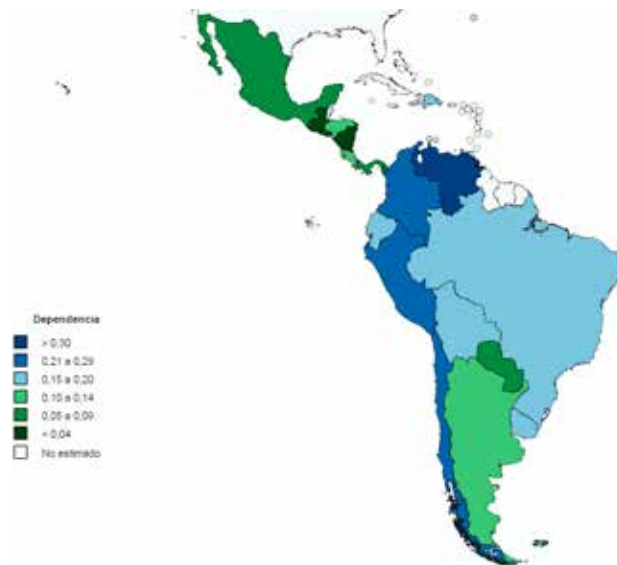 Dependencia
> 0,30
0,21 a 0,29
0,15 a 0,20
0,10 a 0,14
0,05 a 0,09
< 0,04
No estimado